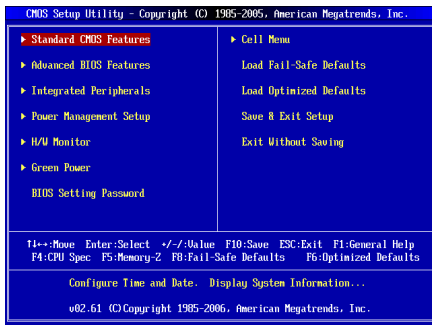 CMOS Setup Utility - Copyright (C) 1985-2005, American Megatrends, Inc.
▶ Standard CMOS Features
▶ Advanced BIOS Features
▶ Integrated Peripherals
▶ Power Management Setup
▶ H/W Monitor
▶ Green Power
BIOS Setting Password
▶ Cell Menu
Load Fail-Safe Defaults
Load Optimized Defaults
Save & Exit Setup
Exit Without Saving
↑↓←→:Move Enter:Select +/-/:Value F10:Save ESC:Exit F1:General Help
F4:CPU Spec F5:Memory-Z F8:Fail-Safe Defaults F6:Optimized Defaults
Configure Time and Date. Display System Information...
v02.61 (C)Copyright 1985-2006, American Megatrends, Inc.